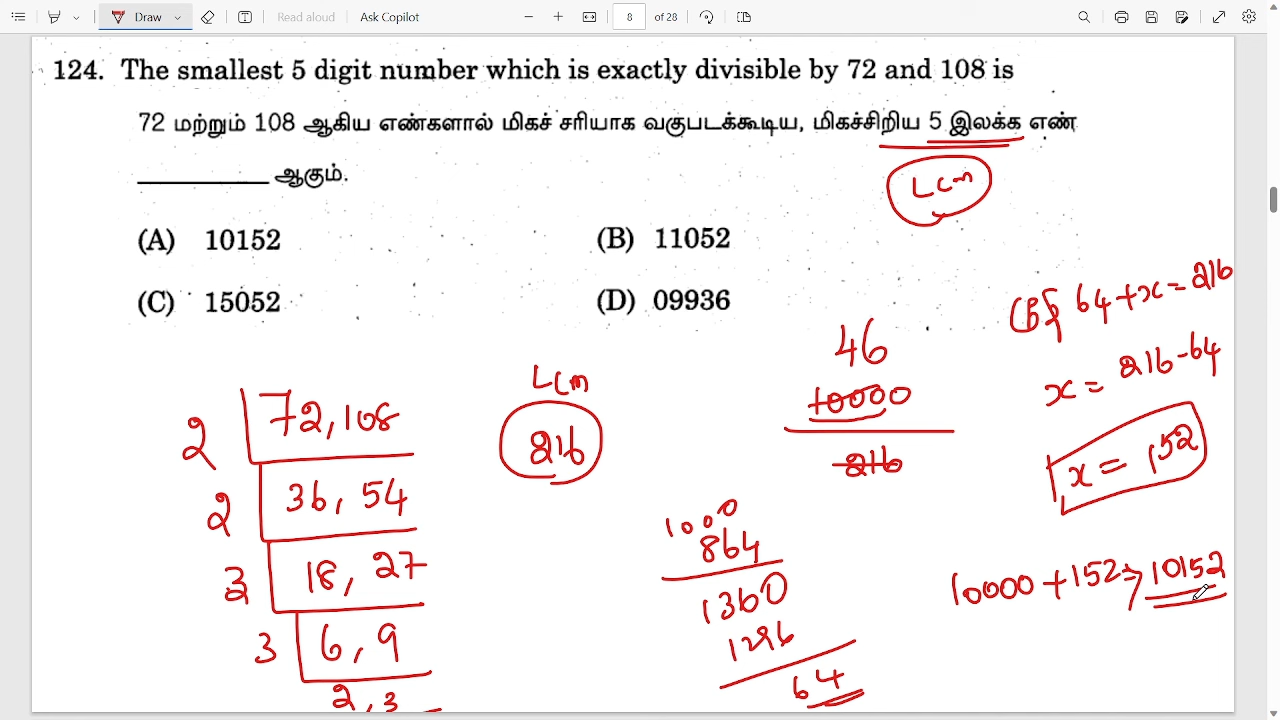 Draw
Read aloud
Ask Copilot
8
of 28
124. The smallest 5 digit number which is exactly divisible by 72 and 108 is
72 மற்றும் 108 ஆகிய எண்களால் மிகச் சரியாக வகுபடக்கூடிய, மிகச்சிறிய 5 இலக்க எண்
__________ ஆகும்.
LCM
(A) 10152
(B) 11052
(C) 15052
(D) 09936
64+x=216
x = 216-64
x = 152
46
10000
216
LCM
216
2 72,108
2 36, 54
3 18, 27
3 6, 9
2, 3
1000
864
1360
1296
64
10000 + 152 => 10152